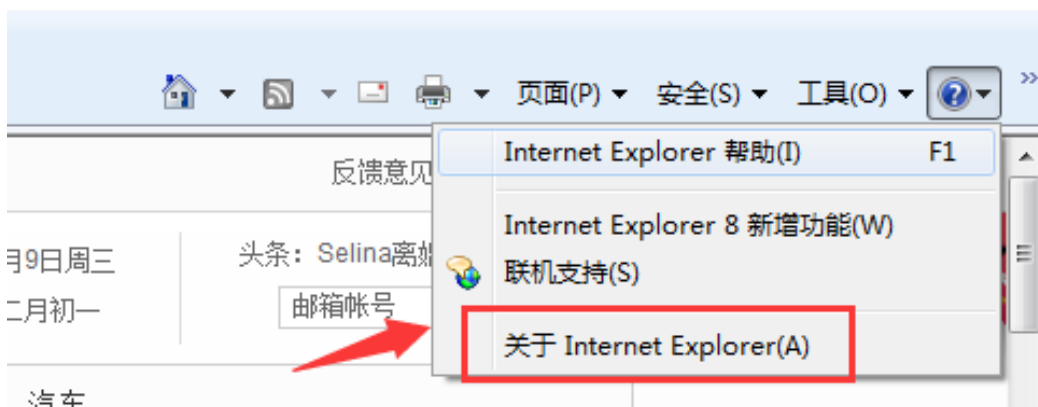 页面(P) 安全(S) 工具(O) »
Internet Explorer 帮助(I) F1
反馈意见
Internet Explorer 8 新增功能(W)
月9日周三
头条：Selina离婚
联机支持(S)
二月初一
邮箱帐号
关于 Internet Explorer(A)
汽车